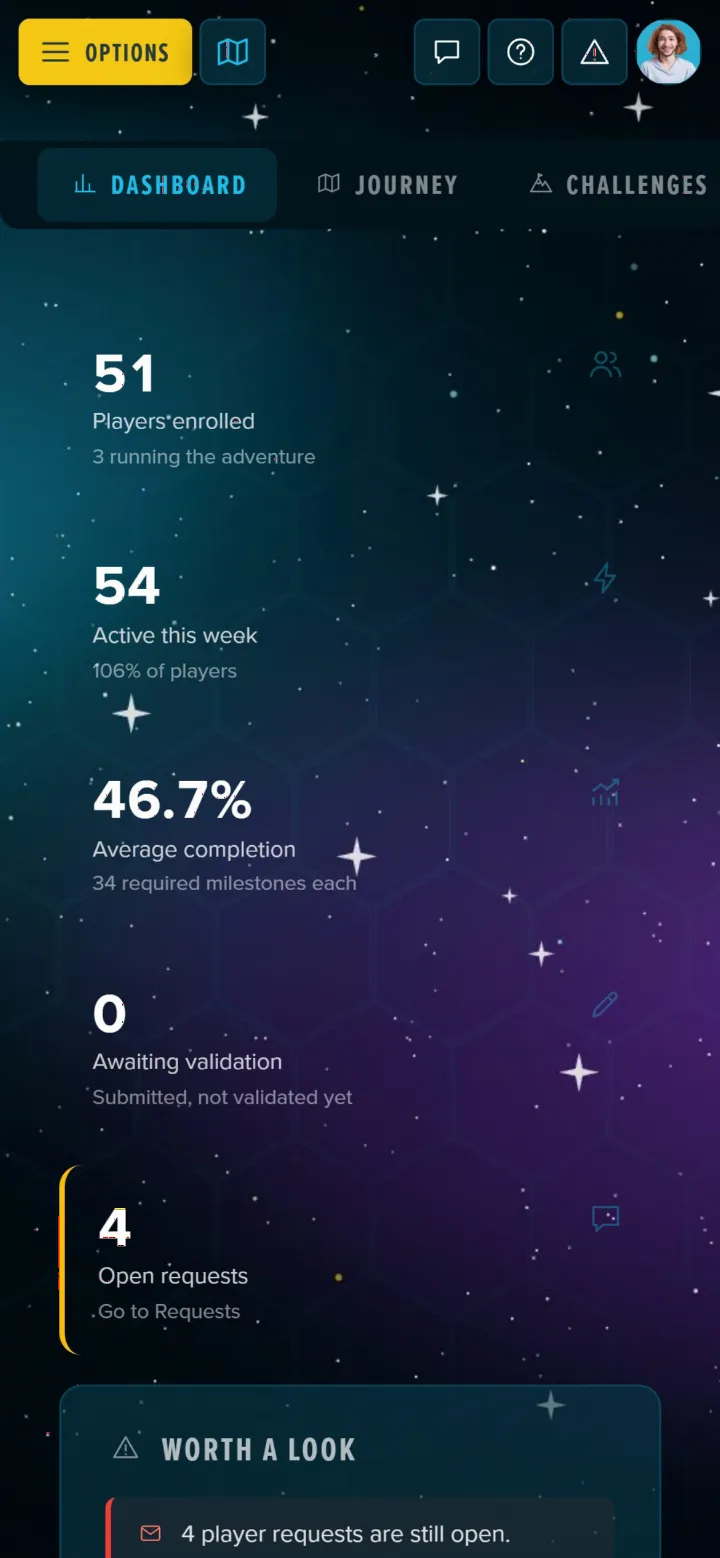 OPTIONS
DASHBOARD
JOURNEY
CHALLENGES
51
Players enrolled
3 running the adventure
54
Active this week
106% of players
46.7%
Average completion
34 required milestones each
0
Awaiting validation
Submitted, not validated yet
4
Open requests
Go to Requests
WORTH A LOOK
4 player requests are still open.